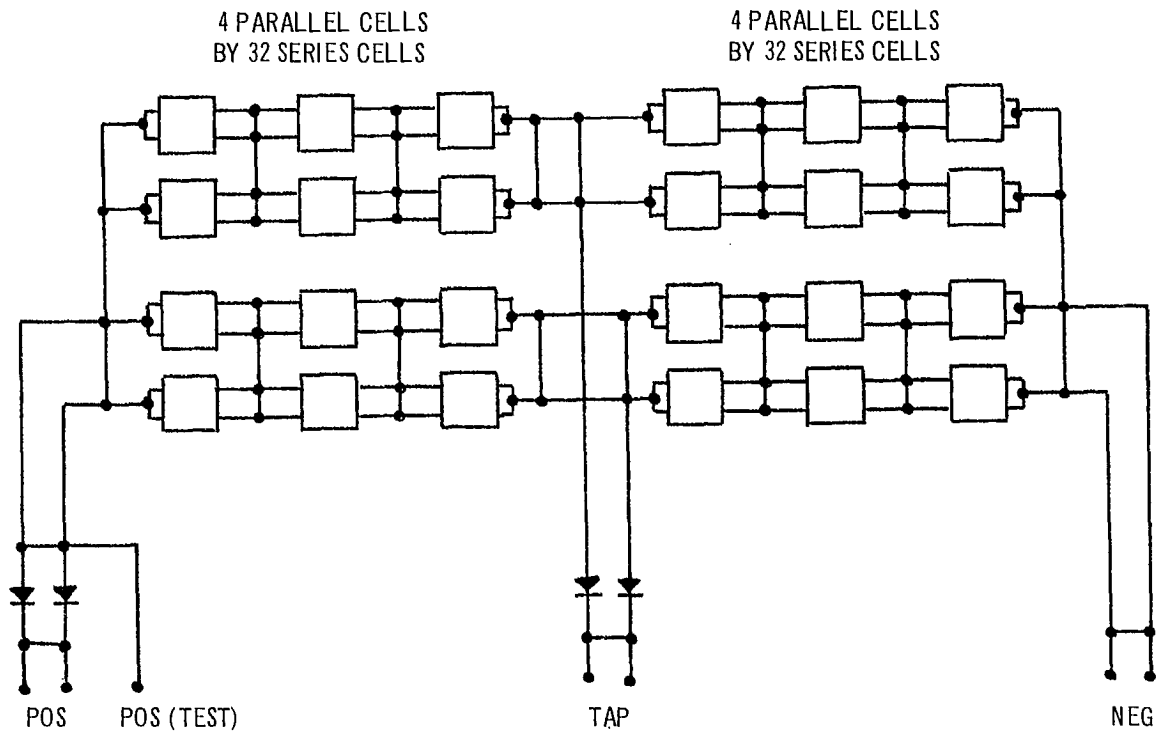 4 PARALLEL CELLS
BY 32 SERIES CELLS
4 PARALLEL CELLS
BY 32 SERIES CELLS
POS
POS (TEST)
TAP
NEG